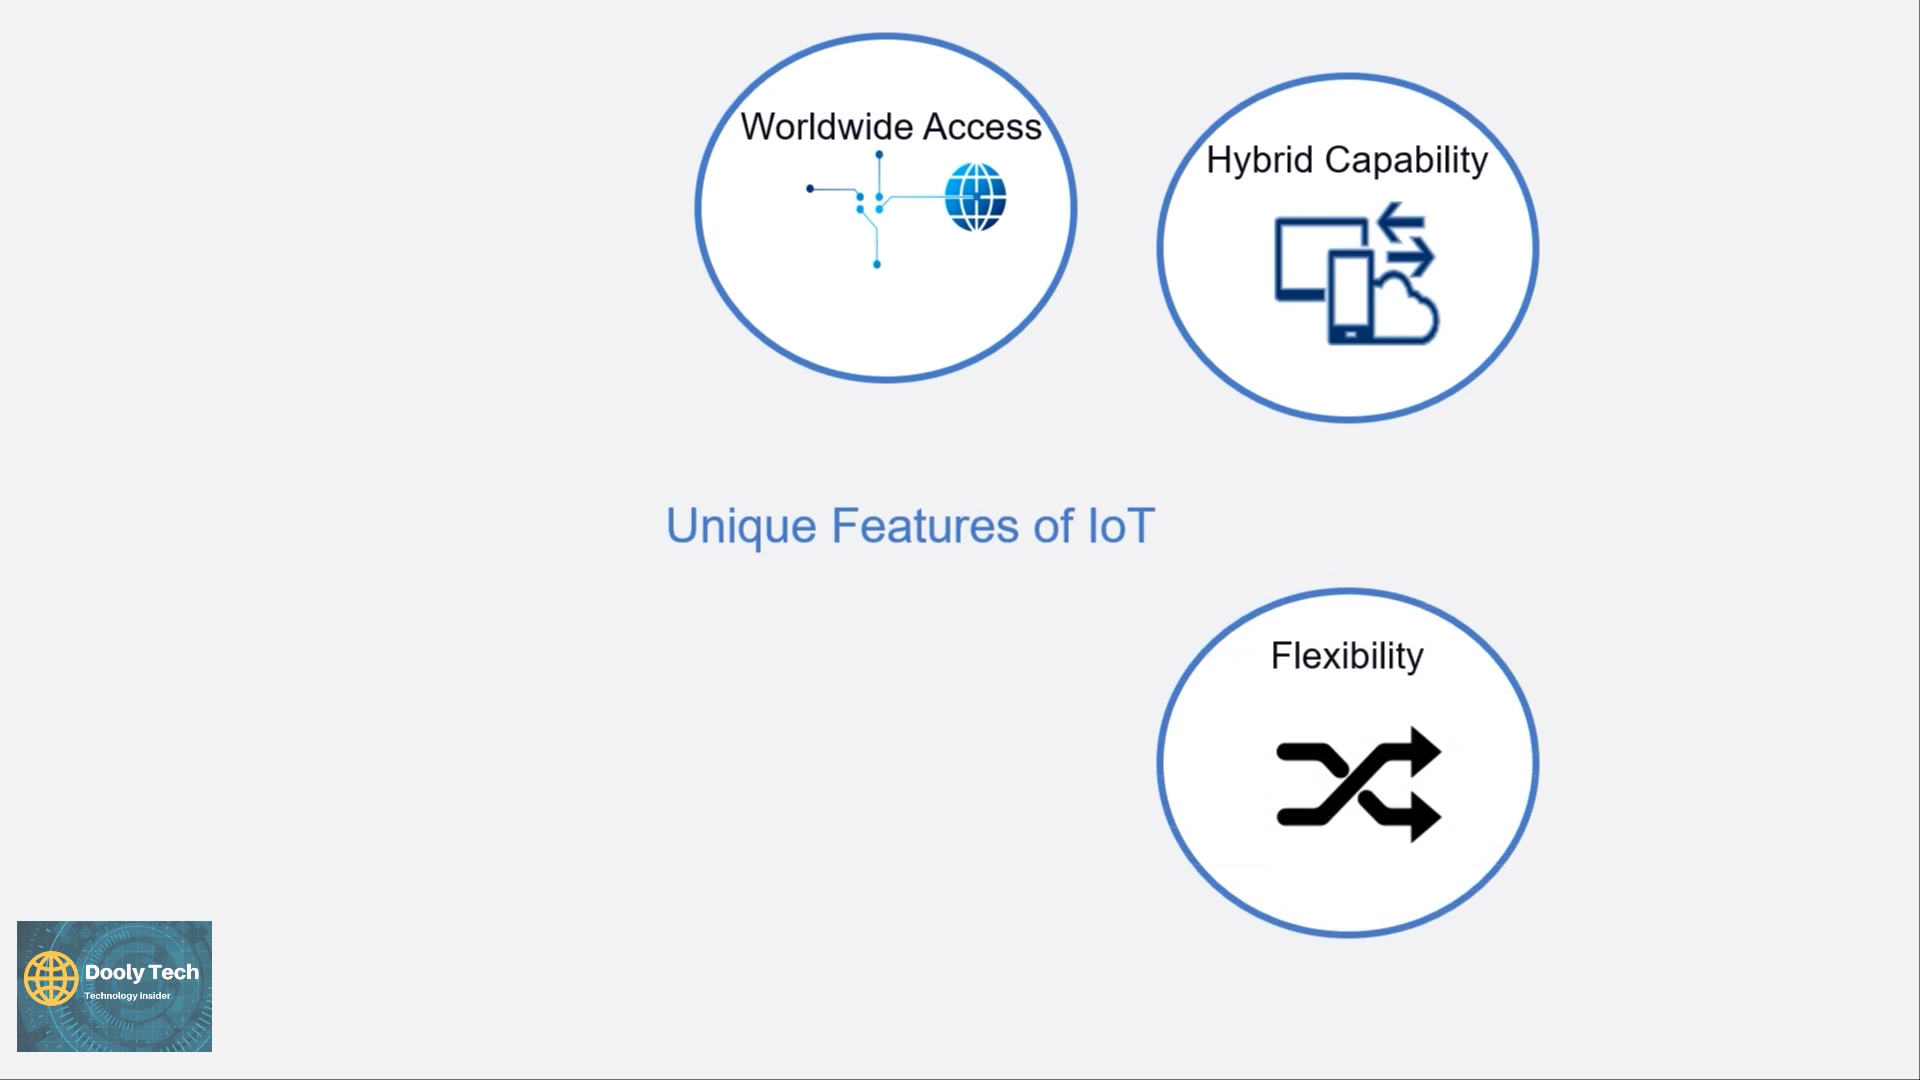 Worldwide Access
Hybrid Capability
Unique Features of IoT
Flexibility
Dooly Tech
Technology Insider